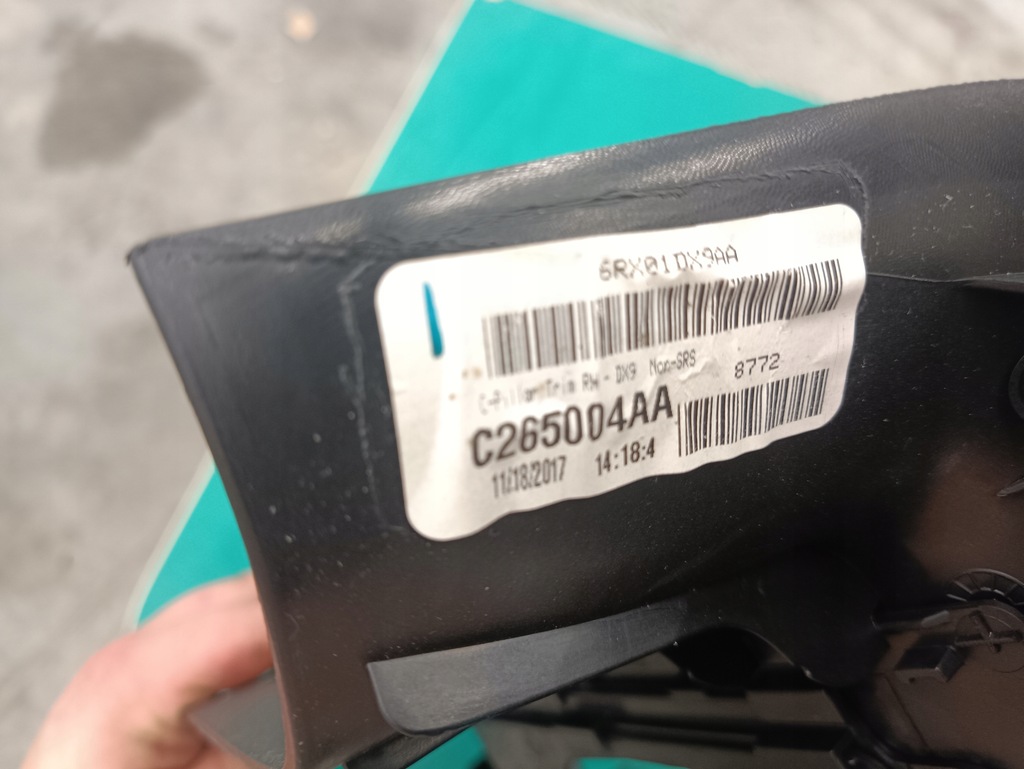 6RX01DX9AA
C-Pillar Trim RH - DX9 Non-SRS 8772
C265004AA
11/18/2017 14:18:4